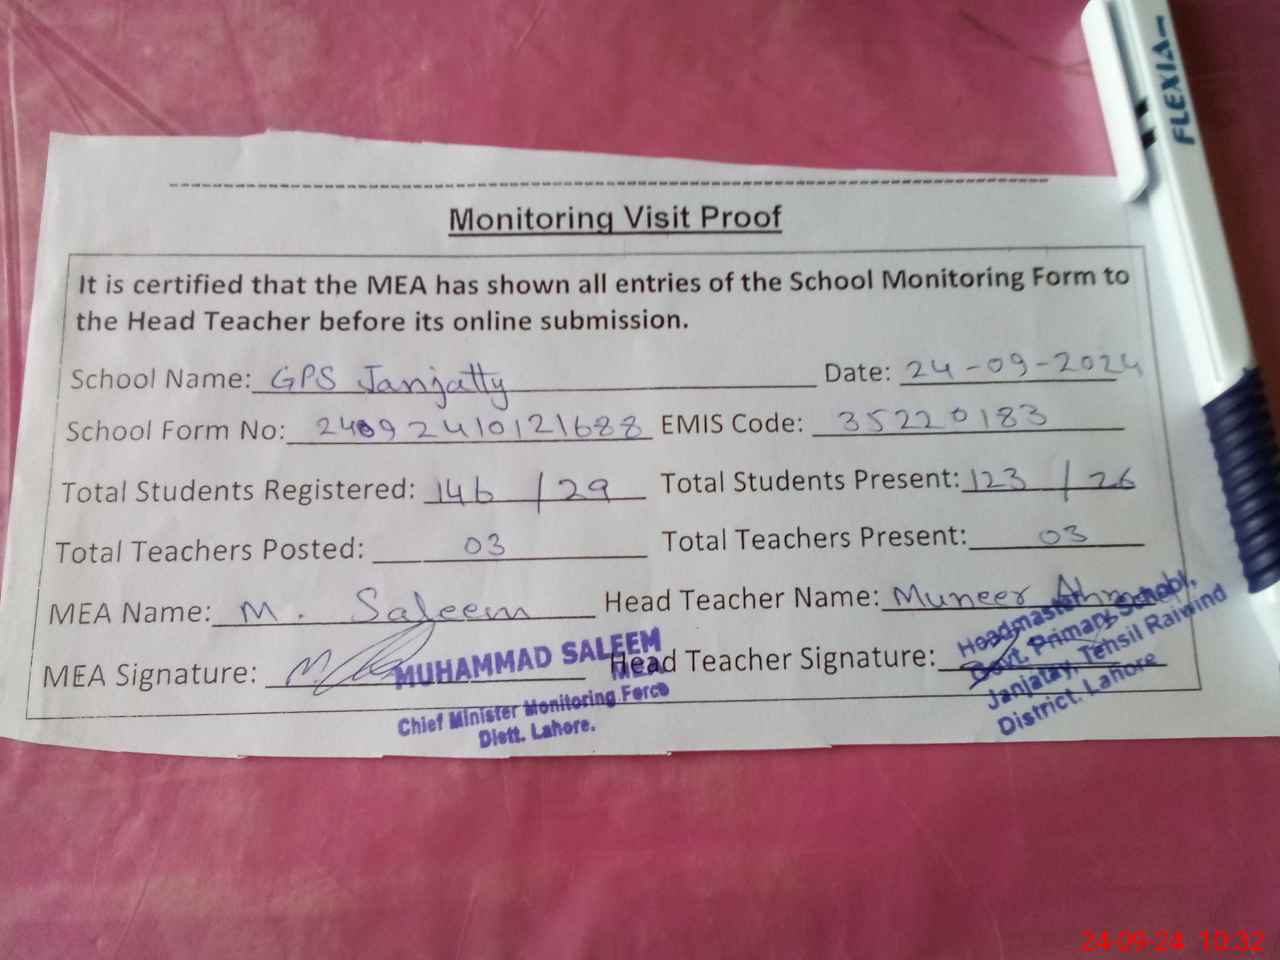 FLEXIA
Monitoring Visit Proof
It is certified that the MEA has shown all entries of the School Monitoring Form to
the Head Teacher before its online submission.
School Name: GPS Janjatty Date: 24-09-2024
School Form No: 24092410121688 EMIS Code: 35220183
Total Students Registered: 146 / 29 Total Students Present: 123 / 26
Total Teachers Posted: 03 Total Teachers Present: 03
MEA Name: M. Saleem Head Teacher Name: Muneer
MEA Signature: Head Teacher Signature:
MUHAMMAD SALEEM
MEA
Chief Minister Monitoring Force
Distt. Lahore.
Headmaster
Govt. Primary School,
Janjatay, Tehsil Raiwind
District. Lahore
24-09-24 10:32